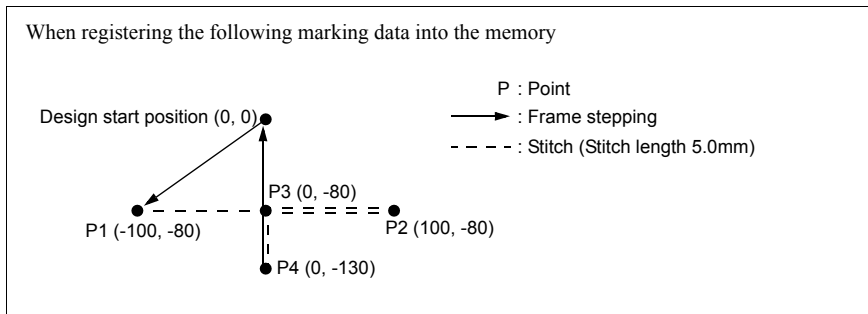 When registering the following marking data into the memory
P : Point
Design start position (0, 0)
: Frame stepping
: Stitch (Stitch length 5.0mm)
P3 (0, -80)
P1 (-100, -80)
P2 (100, -80)
P4 (0, -130)